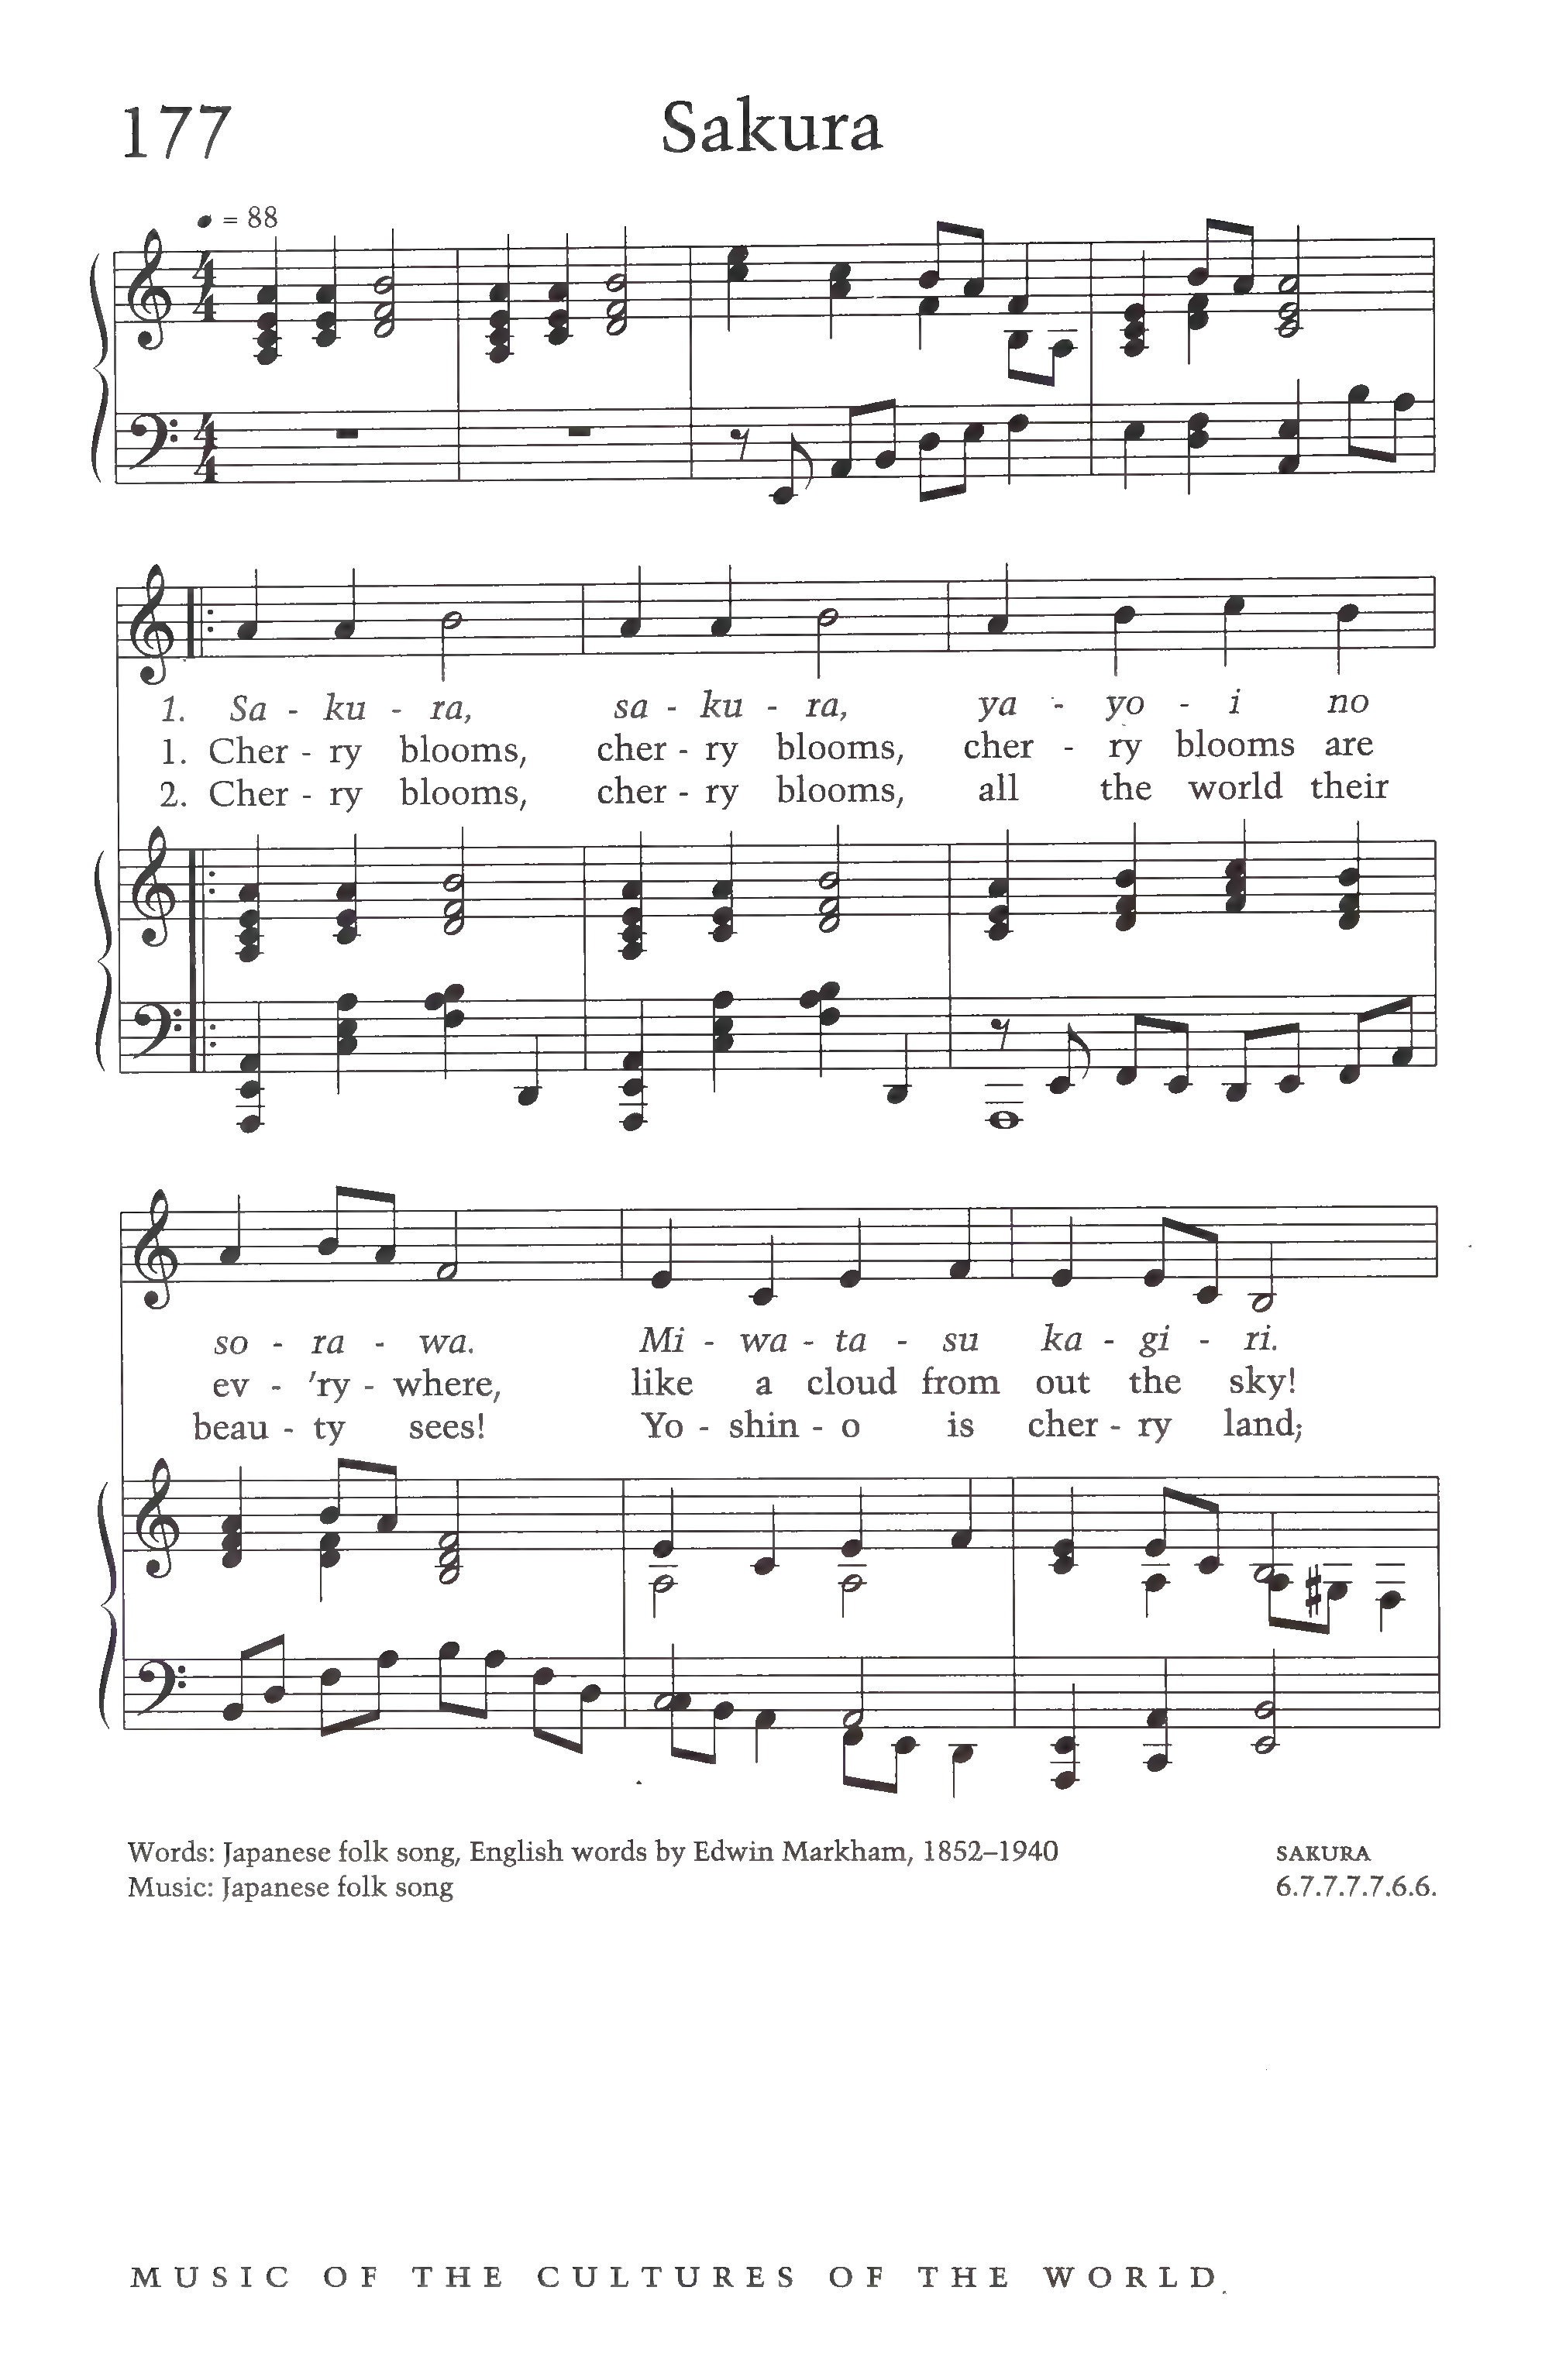 177
Sakura
= 88
1. Sa - ku - ra, sa - ku - ra, ya - yo - i no
1. Cher - ry blooms, cher - ry blooms, cher - ry blooms are
2. Cher - ry blooms, cher - ry blooms, all the world their
so - ra - wa. Mi - wa - ta - su ka - gi - ri.
ev - 'ry - where, like a cloud from out the sky!
beau - ty sees! Yo - shin - o is cher - ry land;
Words: Japanese folk song, English words by Edwin Markham, 1852–1940
Music: Japanese folk song
SAKURA
6.7.7.7.7.6.6.
MUSIC OF THE CULTURES OF THE WORLD